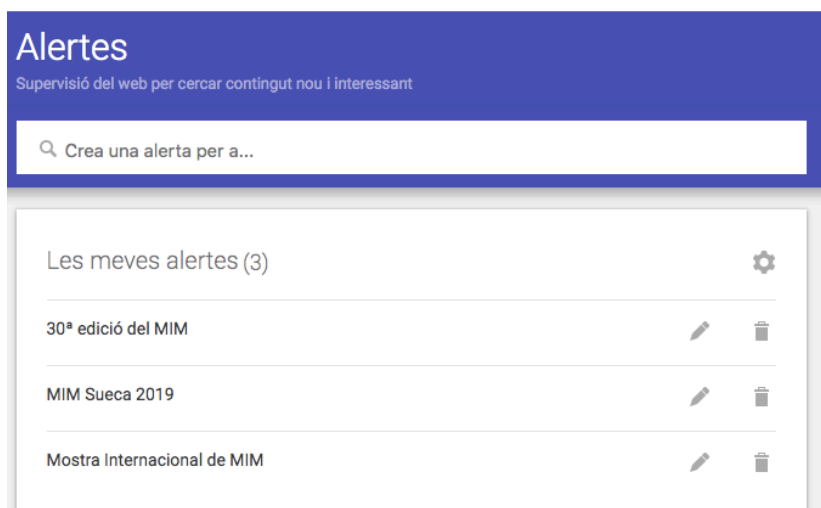 Alertes
Supervisió del web per cercar contingut nou i interessant
Crea una alerta per a...
Les meves alertes (3)
30ª edició del MIM
MIM Sueca 2019
Mostra Internacional de MIM